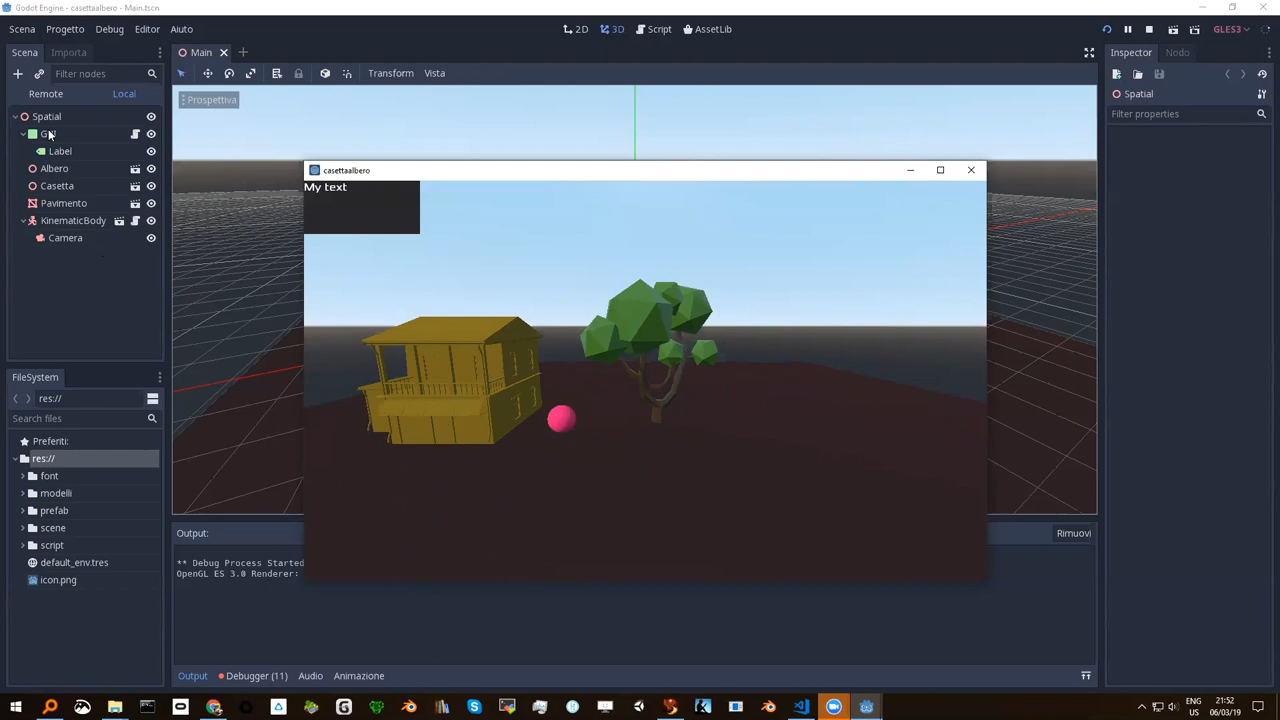 Godot Engine - casettaalbero - Main.tscn
Scena Progetto Debug Editor Aiuto
2D 3D Script AssetLib
GLES3
Scena Importa
Main
Inspector Nodo
Filter nodes
Transform Vista
Remote Local
Spatial
Prospettiva
Filter properties
Spatial
Label
Albero
Casetta
Pavimento
KinematicBody
Camera
casettaalbero
My text
FileSystem
res://
Search files
Preferiti:
res://
font
modelli
prefab
scene
script
default_env.tres
icon.png
Output:
Rimuovi
** Debug Process Started
OpenGL ES 3.0 Renderer:
Output Debugger (11) Audio Animazione
ENG
US
21:52
06/03/19